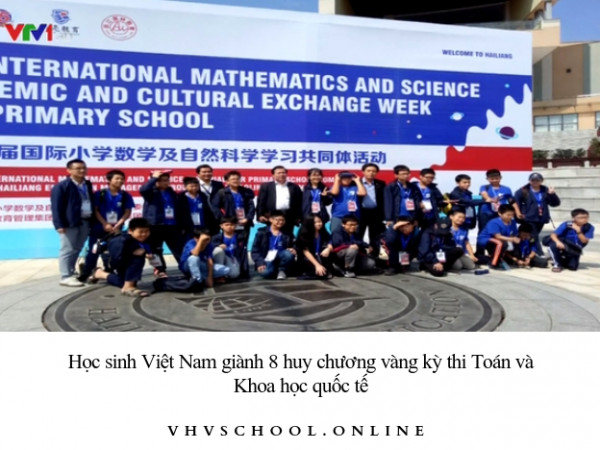 VTV1
WELCOME TO HAILIANG
INTERNATIONAL MATHEMATICS AND SCIENCE
EMIC AND CULTURAL EXCHANGE WEEK
PRIMARY SCHOOL
届国际小学数学及自然科学学习共同体活动
Học sinh Việt Nam giành 8 huy chương vàng kỳ thi Toán và
Khoa học quốc tế
VHVSCHOOL.ONLINE